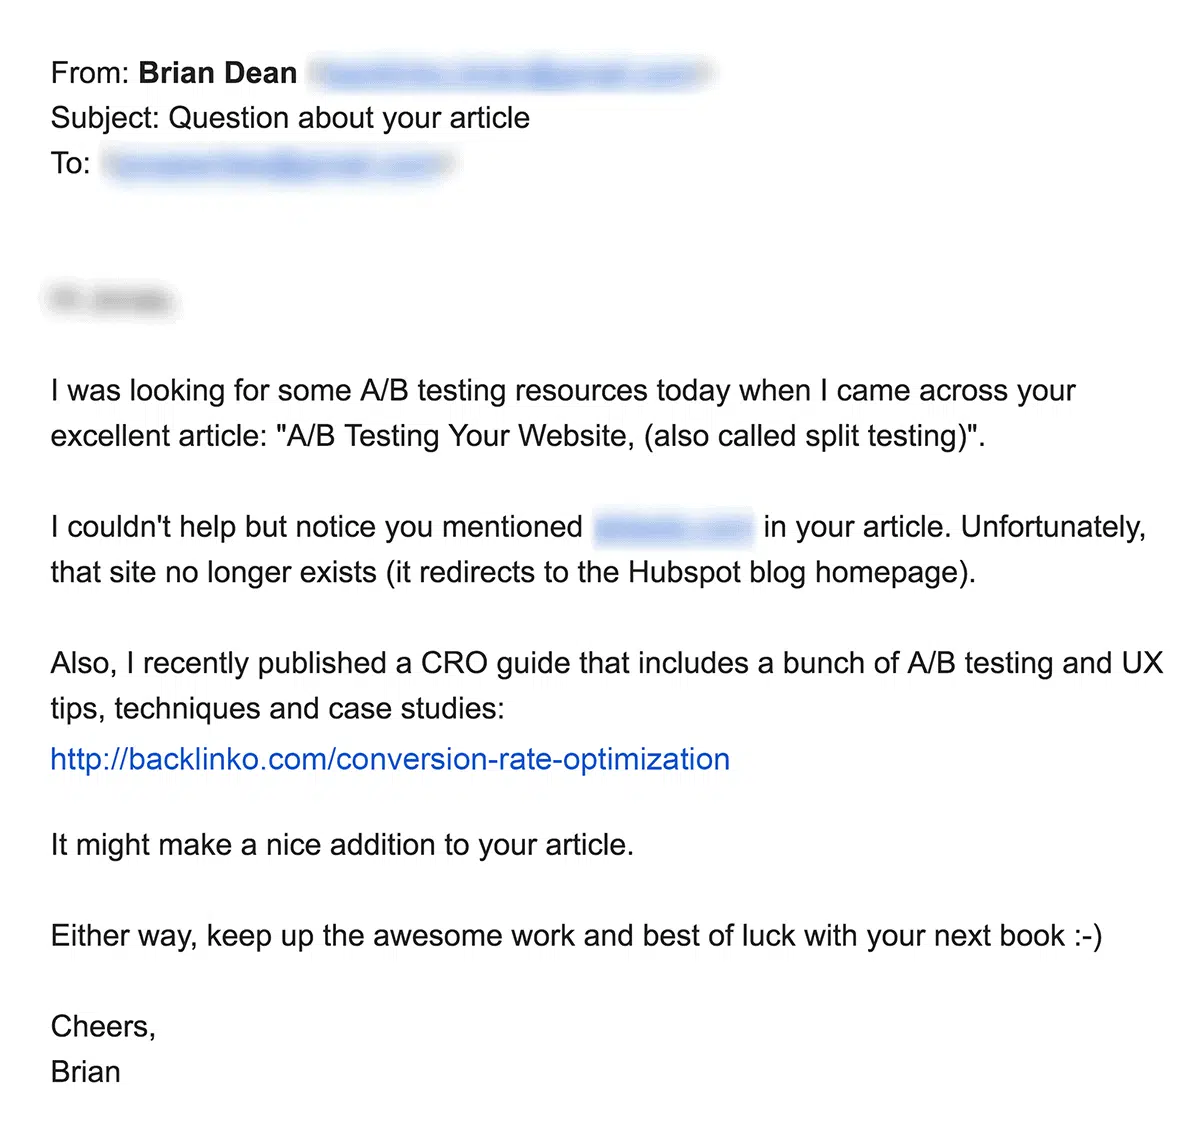 From: Brian Dean
Subject: Question about your article
To:
I was looking for some A/B testing resources today when I came across your
excellent article: "A/B Testing Your Website, (also called split testing)".
I couldn't help but notice you mentioned in your article. Unfortunately,
that site no longer exists (it redirects to the Hubspot blog homepage).
Also, I recently published a CRO guide that includes a bunch of A/B testing and UX
tips, techniques and case studies:
http://backlinko.com/conversion-rate-optimization
It might make a nice addition to your article.
Either way, keep up the awesome work and best of luck with your next book :-)
Cheers,
Brian